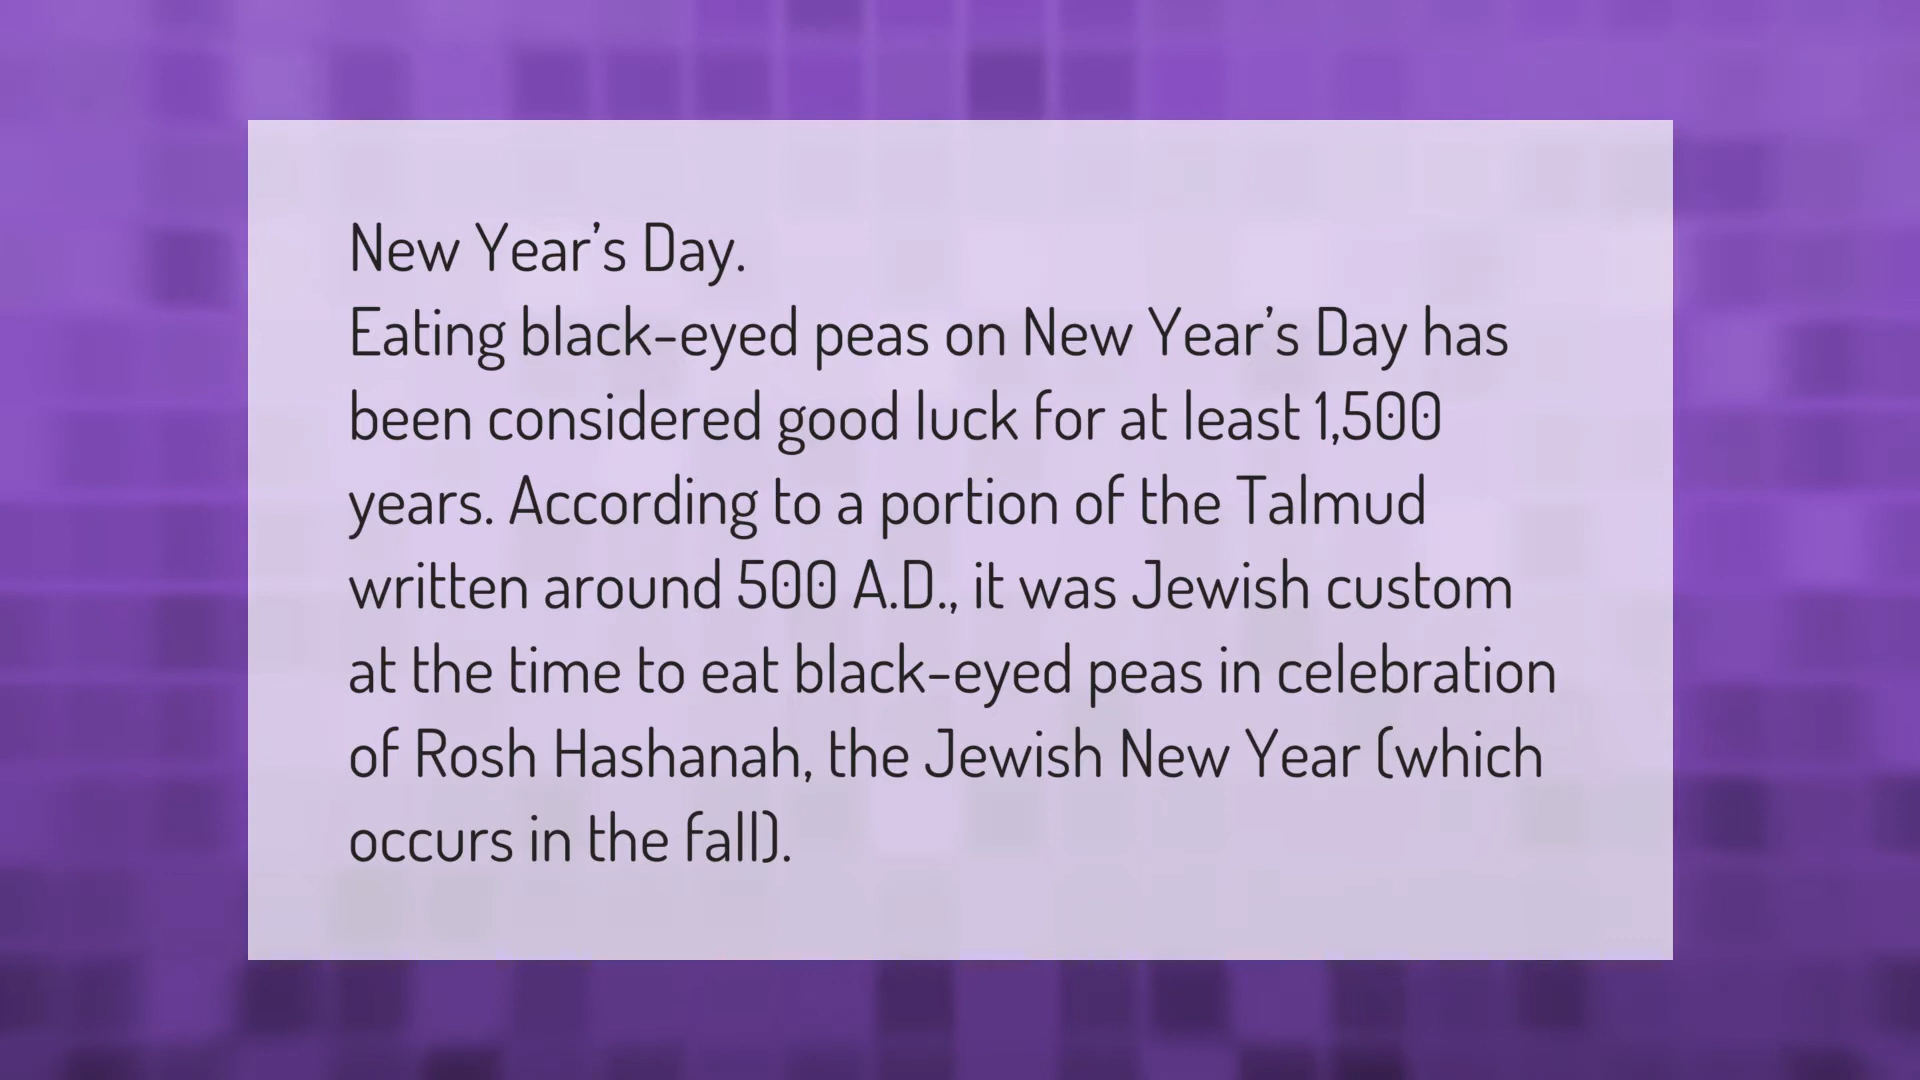 New Year’s Day.
Eating black-eyed peas on New Year’s Day has
been considered good luck for at least 1,500
years. According to a portion of the Talmud
written around 500 A.D., it was Jewish custom
at the time to eat black-eyed peas in celebration
of Rosh Hashanah, the Jewish New Year (which
occurs in the fall).